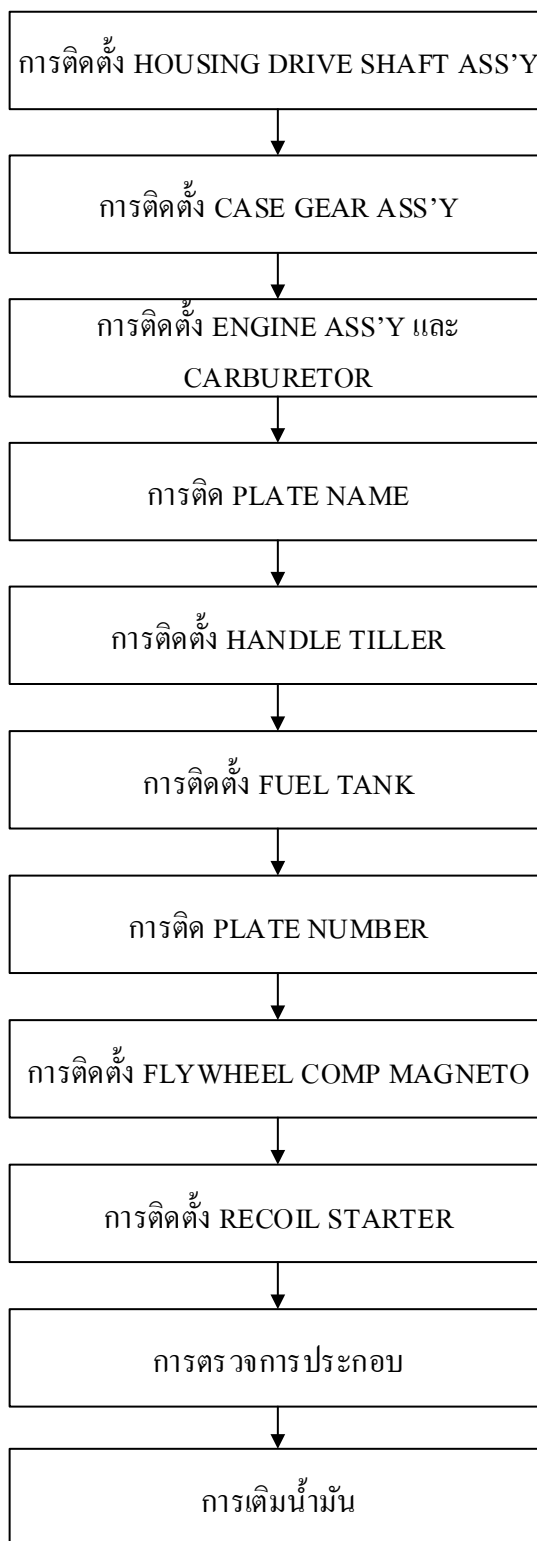 การติดตั้ง HOUSING DRIVE SHAFT ASS’Y
การติดตั้ง CASE GEAR ASS’Y
การติดตั้ง ENGINE ASS’Y และ
CARBURETOR
การติด PLATE NAME
การติดตั้ง HANDLE TILLER
การติดตั้ง FUEL TANK
การติด PLATE NUMBER
การติดตั้ง FLYWHEEL COMP MAGNETO
การติดตั้ง RECOIL STARTER
การตรวจการประกอบ
การเติมน้ำมัน